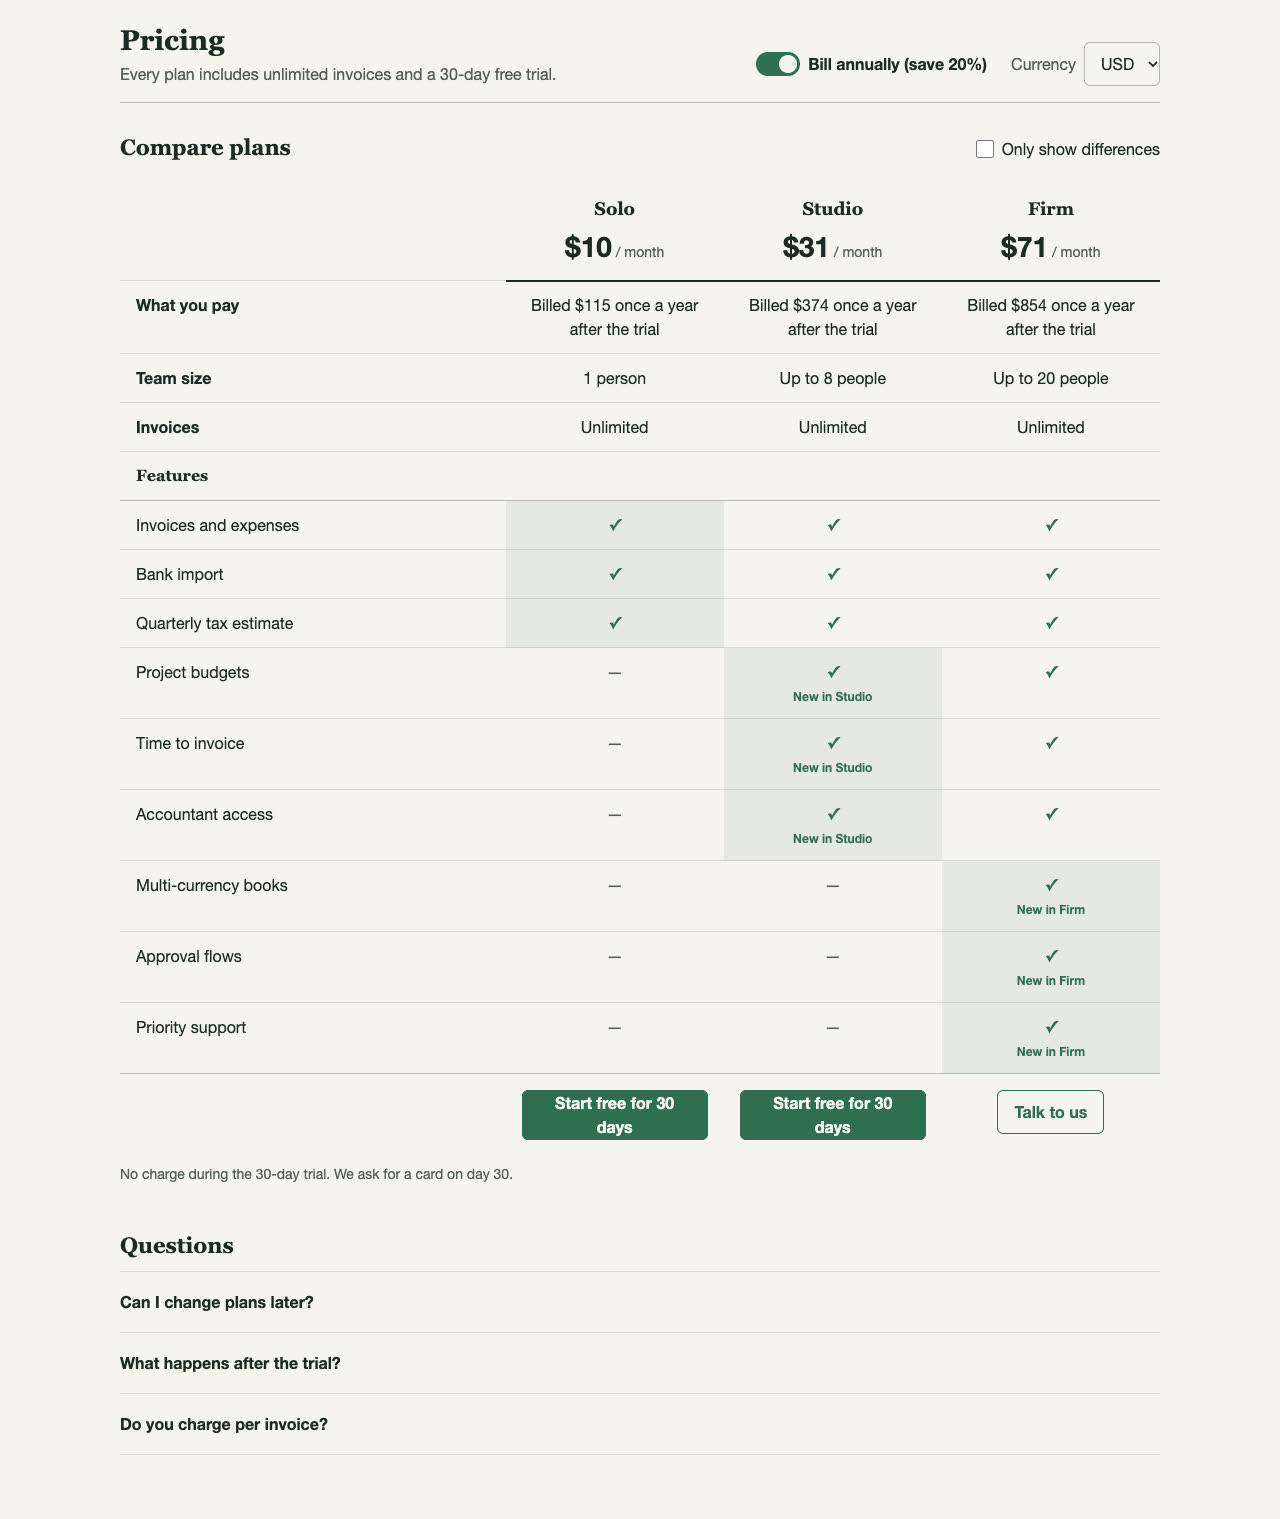 Pricing
Every plan includes unlimited invoices and a 30-day free trial.
Bill annually (save 20%)
Currency
USD
Compare plans
Only show differences
Solo
Studio
Firm
$10 / month
$31 / month
$71 / month
What you pay
Billed $115 once a year
after the trial
Billed $374 once a year
after the trial
Billed $854 once a year
after the trial
Team size
1 person
Up to 8 people
Up to 20 people
Invoices
Unlimited
Unlimited
Unlimited
Features
Invoices and expenses
✓
✓
✓
Bank import
✓
✓
✓
Quarterly tax estimate
✓
✓
✓
Project budgets
—
✓
New in Studio
✓
Time to invoice
—
✓
New in Studio
✓
Accountant access
—
✓
New in Studio
✓
Multi-currency books
—
—
✓
New in Firm
Approval flows
—
—
✓
New in Firm
Priority support
—
—
✓
New in Firm
Start free for 30
days
Start free for 30
days
Talk to us
No charge during the 30-day trial. We ask for a card on day 30.
Questions
Can I change plans later?
What happens after the trial?
Do you charge per invoice?